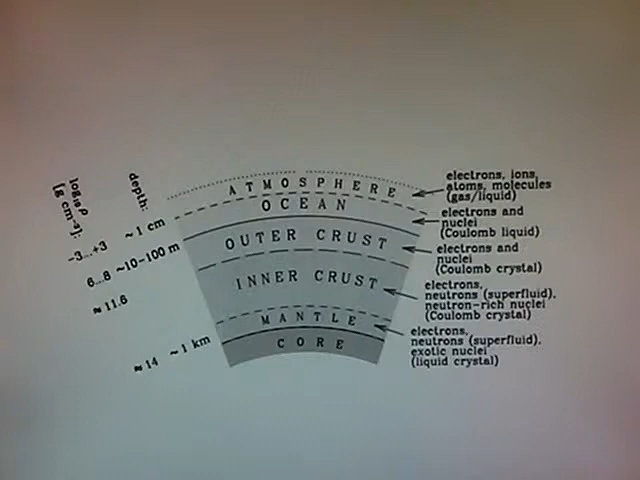 log₁₀ ρ
[g cm⁻³]:
depth:
−3...+3 ~1 cm
6...8 ~10−100 m
≈ 11.6
≈ 14 ~1 km
ATMOSPHERE
OCEAN
OUTER CRUST
INNER CRUST
MANTLE
CORE
electrons, ions,
atoms, molecules
(gas/liquid)
electrons and
nuclei
(Coulomb liquid)
electrons and
nuclei
(Coulomb crystal)
electrons,
neutrons (superfluid).
neutron-rich nuclei
(Coulomb crystal)
electrons,
neutrons (superfluid).
exotic nuclei
(liquid crystal)